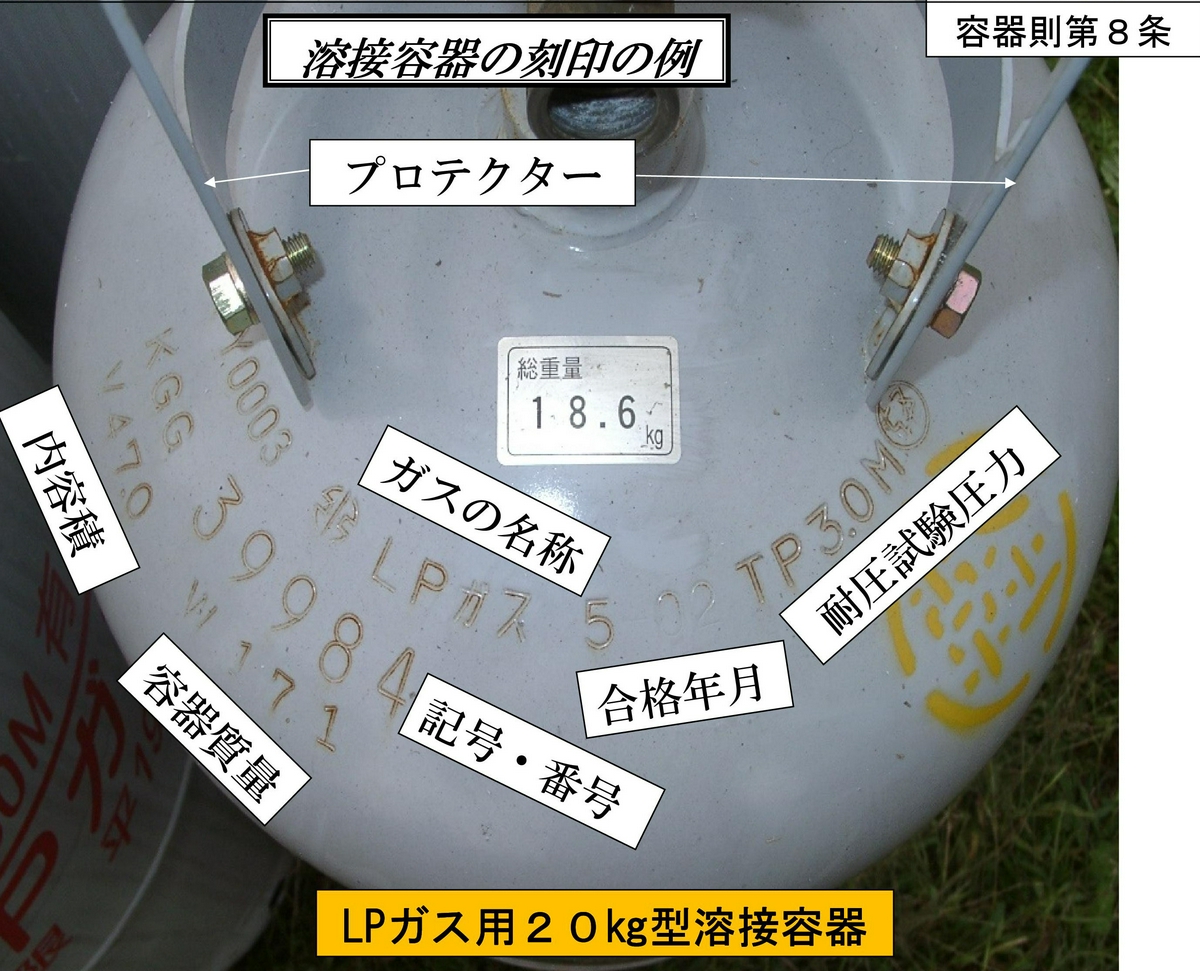 容器則第８条
溶接容器の刻印の例
プロテクター
総重量
18.6
kg
Y0003
KGG
39984
V47.0
LPガス
5 02
T.P.3.0M
W
17.1
内容積
ガスの名称
耐圧試験圧力
合格年月
容器質量
記号・番号
LPガス用２０kg型溶接容器
有
ガ